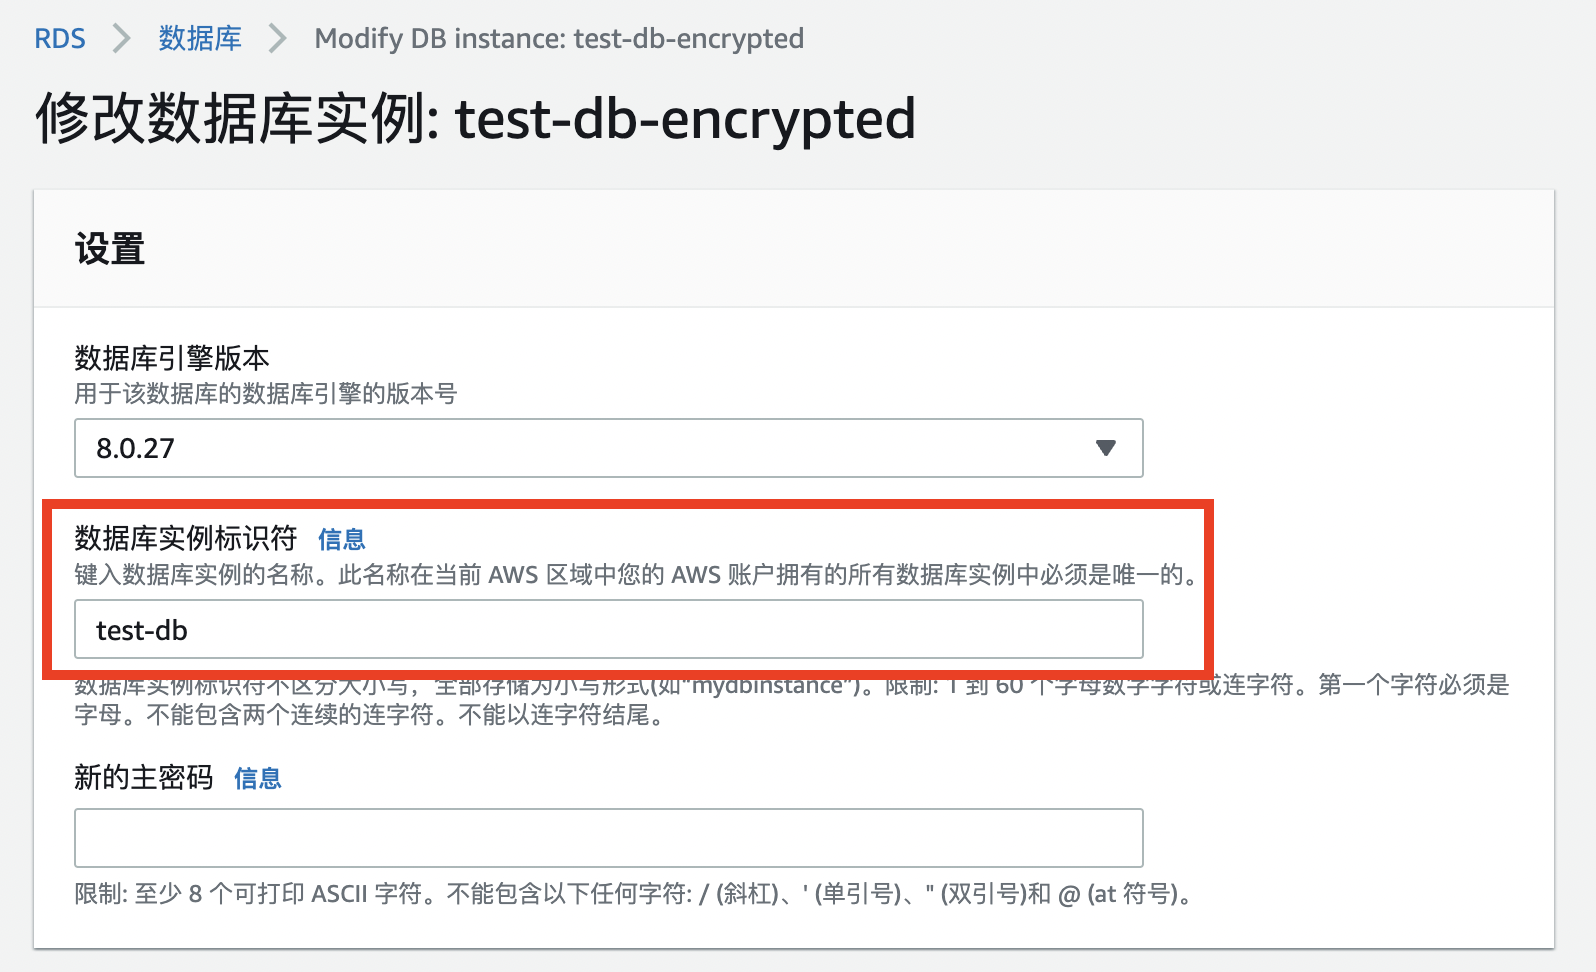 RDS > 数据库 > Modify DB instance: test-db-encrypted
修改数据库实例: test-db-encrypted
设置
数据库引擎版本
用于该数据库的数据库引擎的版本号
8.0.27
数据库实例标识符 信息
键入数据库实例的名称。此名称在当前 AWS 区域中您的 AWS 账户拥有的所有数据库实例中必须是唯一的。
test-db
数据库实例标识符不区分大小写，全部存储为小写形式(如“mydbinstance”)。限制: 1 到 60 个字母数字字符或连字符。第一个字符必须是
字母。不能包含两个连续的连字符。不能以连字符结尾。
新的主密码 信息
限制: 至少 8 个可打印 ASCII 字符。不能包含以下任何字符: / (斜杠)、' (单引号)、" (双引号)和 @ (at 符号)。